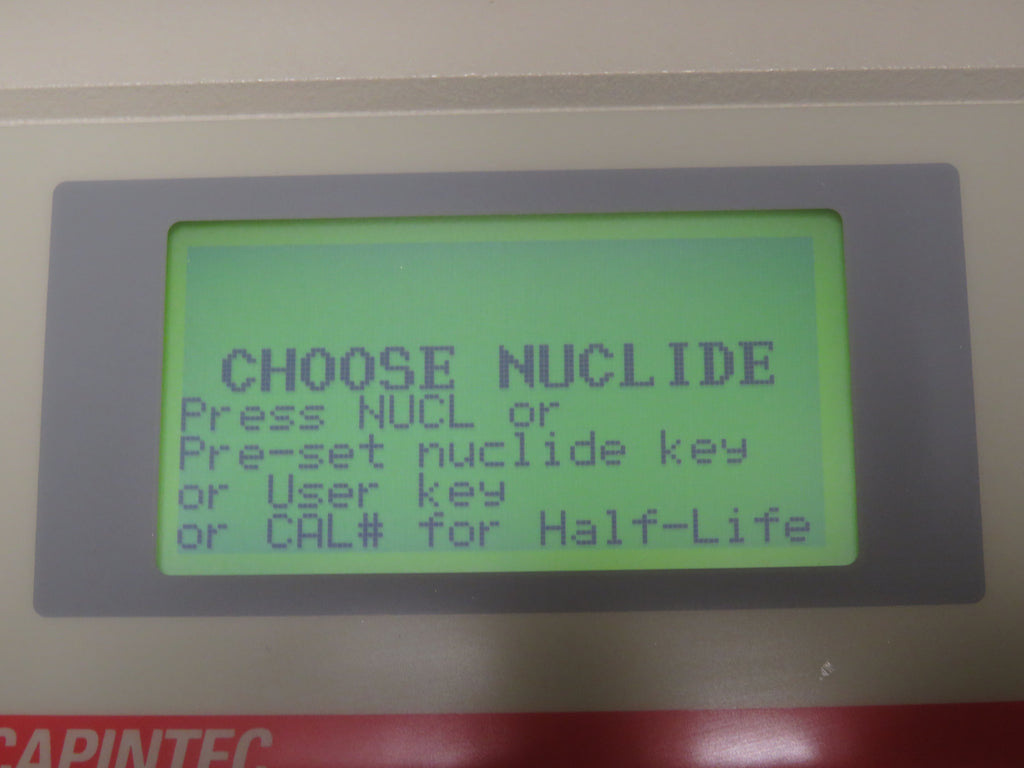 CHOOSE NUCLIDE
Press NUCL or
Pre-set nuclide key
or User key
or CAL# for Half-Life
CAPINTEC